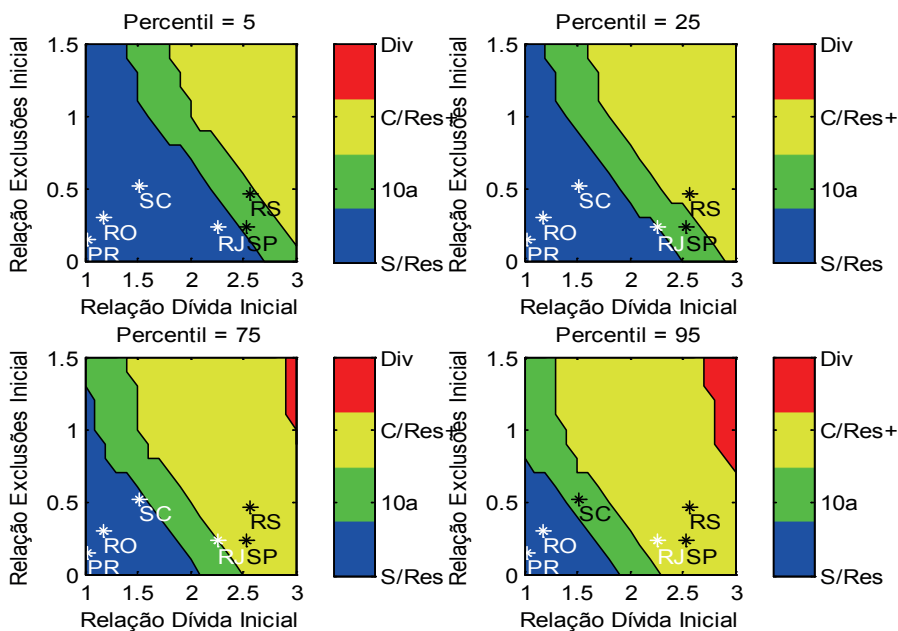 Percentil = 5
Relação Exclusões Inicial
1.5
1
0.5
0
SC
RO
PR
RJ
SP
RS
1 1.5 2 2.5 3
Relação Dívida Inicial
Div
C/Res+
10a
S/Res
Percentil = 25
Relação Exclusões Inicial
1.5
1
0.5
0
SC
RO
PR
RJ
SP
RS
1 1.5 2 2.5 3
Relação Dívida Inicial
Div
C/Res+
10a
S/Res
Percentil = 75
Relação Exclusões Inicial
1.5
1
0.5
0
SC
RO
PR
RJ
SP
RS
1 1.5 2 2.5 3
Relação Dívida Inicial
Div
C/Res+
10a
S/Res
Percentil = 95
Relação Exclusões Inicial
1.5
1
0.5
0
SC
RO
PR
RJ
SP
RS
1 1.5 2 2.5 3
Relação Dívida Inicial
Div
C/Res+
10a
S/Res